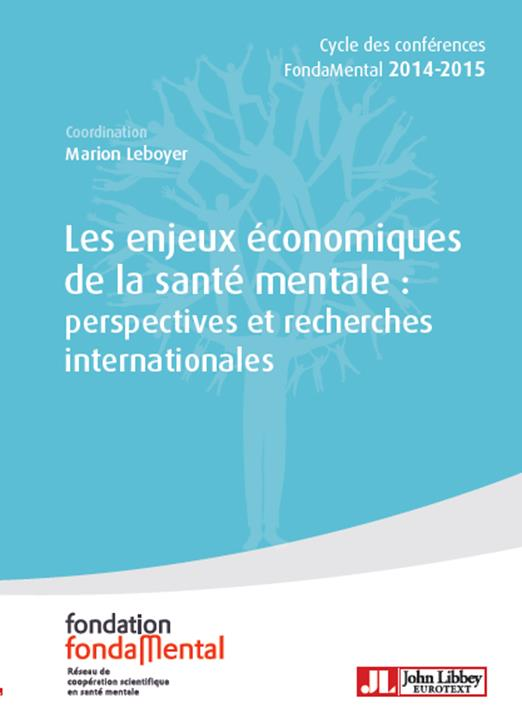 Cycle des conférences
FondaMental 2014-2015
Coordination
Marion Leboyer
Les enjeux économiques
de la santé mentale :
perspectives et recherches
internationales
fondation
fondaMental
Réseau de
coopération scientifique
en santé mentale
JL John Libbey
EUROTEXT